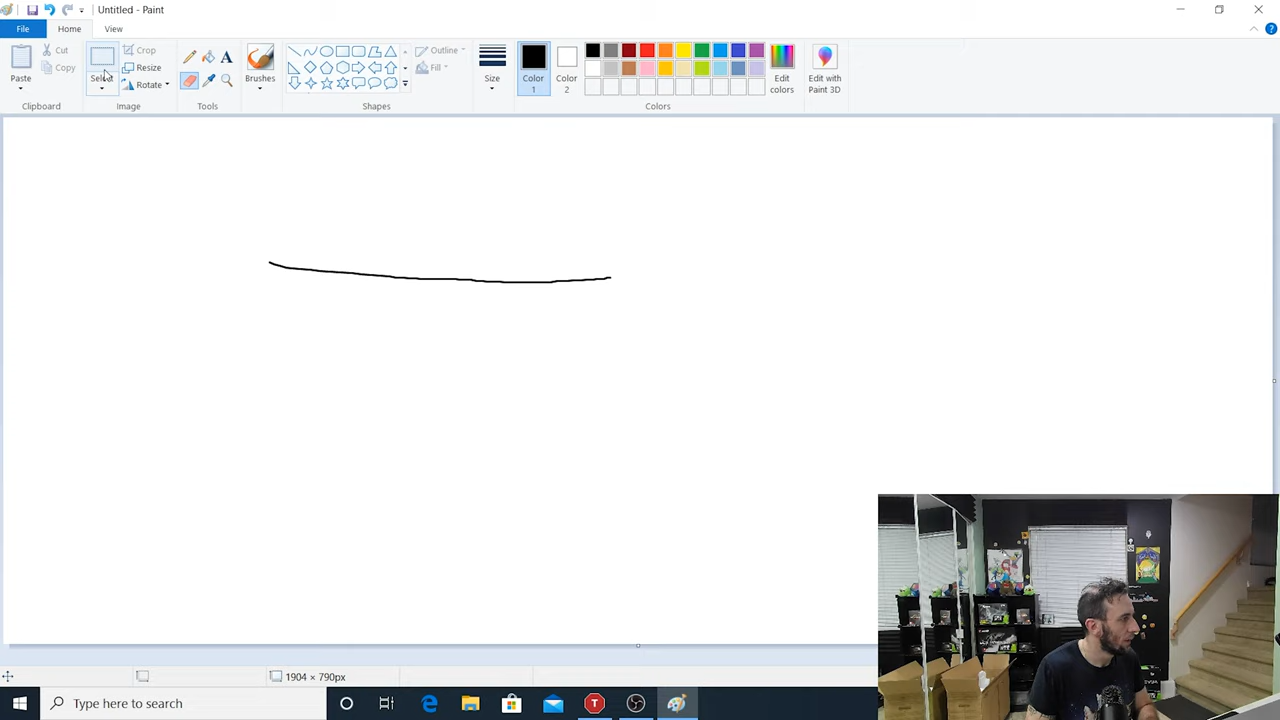 Untitled - Paint
File
Home
View
Paste
Cut
Copy
Clipboard
Select
Crop
Resize
Rotate
Image
Tools
A
Brushes
Outline
Fill
Shapes
Size
Color
1
Color
2
Edit
colors
Colors
Edit with
Paint 3D
1904 × 790px
Type here to search
T